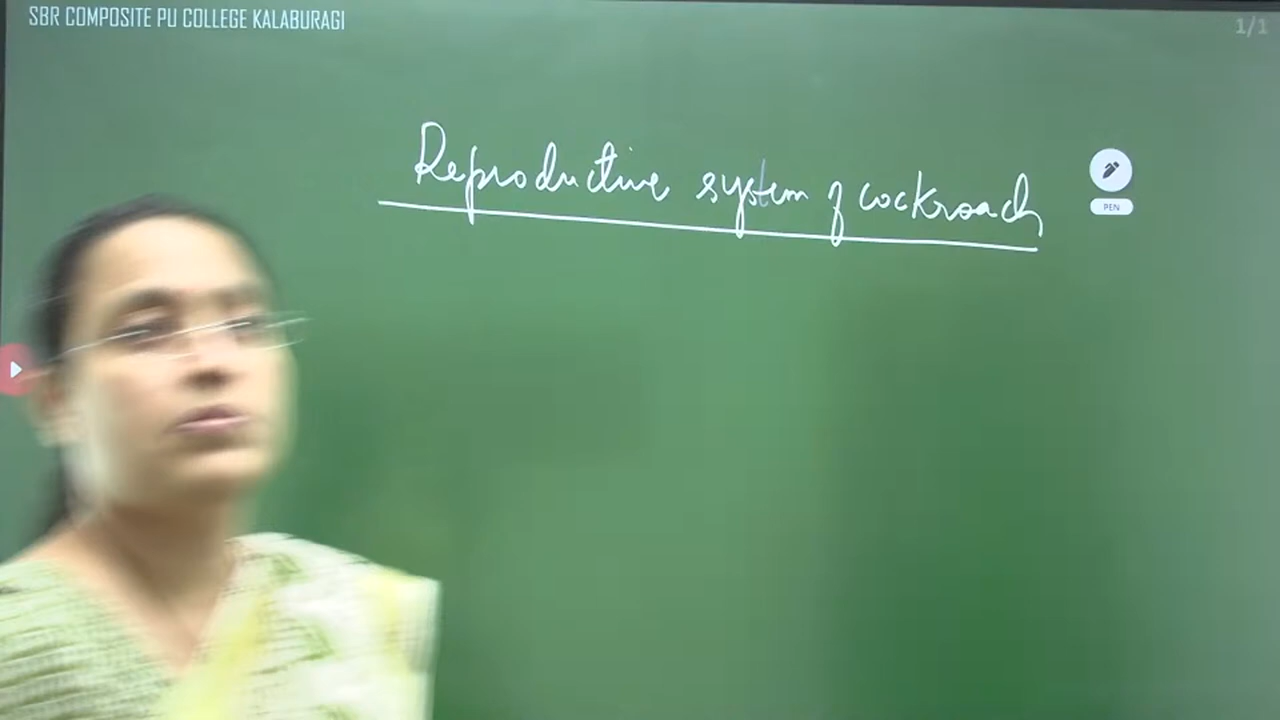 SBR COMPOSITE PU COLLEGE KALABURAGI
1/1
Reproductive system of cockroach
PEN